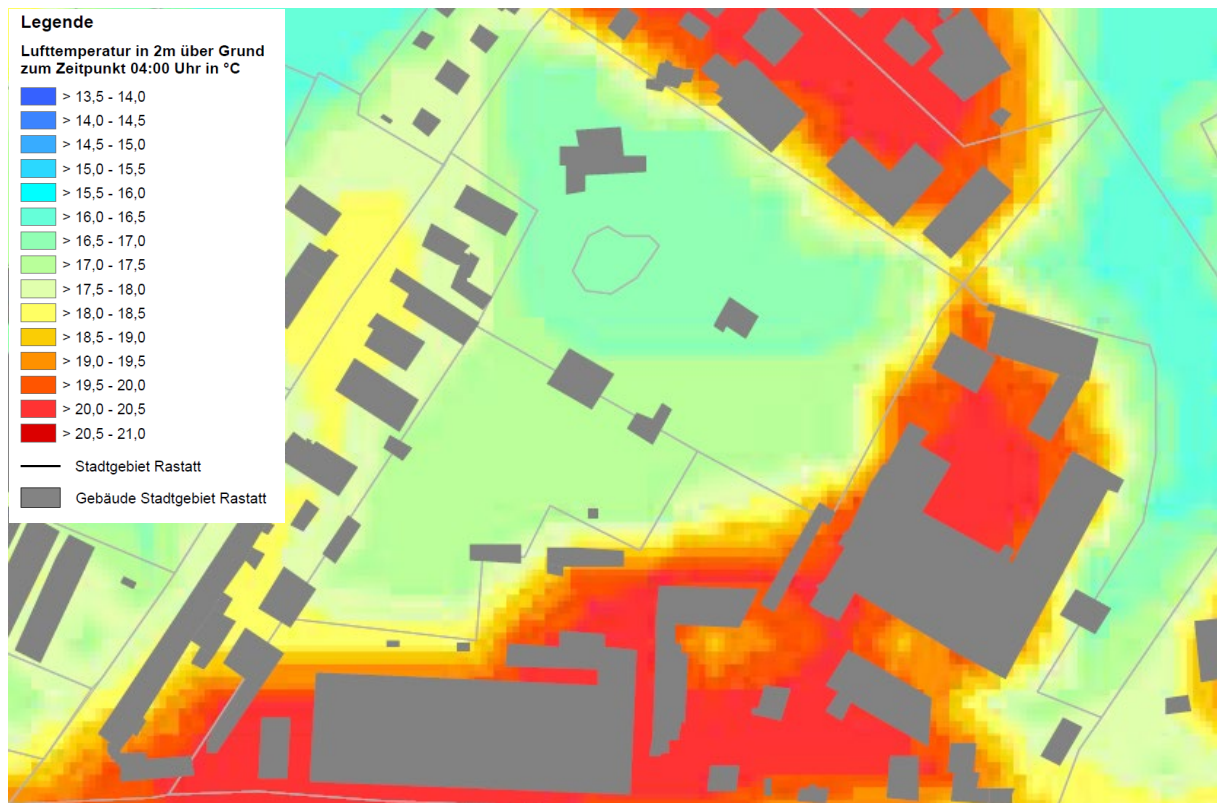 Legende
Lufttemperatur in 2m über Grund
zum Zeitpunkt 04:00 Uhr in °C
> 13,5 - 14,0
> 14,0 - 14,5
> 14,5 - 15,0
> 15,0 - 15,5
> 15,5 - 16,0
> 16,0 - 16,5
> 16,5 - 17,0
> 17,0 - 17,5
> 17,5 - 18,0
> 18,0 - 18,5
> 18,5 - 19,0
> 19,0 - 19,5
> 19,5 - 20,0
> 20,0 - 20,5
> 20,5 - 21,0
Stadtgebiet Rastatt
Gebäude Stadtgebiet Rastatt